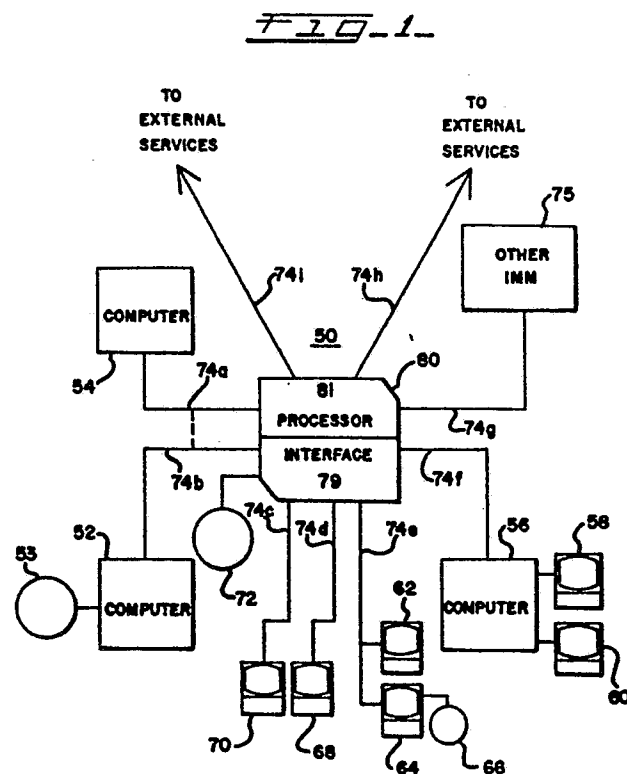 Fig-1-
TO
EXTERNAL
SERVICES
TO
EXTERNAL
SERVICES
75
OTHER
IMM
74i
74h
50
COMPUTER
54
74a
81
PROCESSOR
80
74g
INTERFACE
79
74b
74f
52
74c
74d
74e
56
58
53
COMPUTER
72
62
COMPUTER
60
70
68
64
66